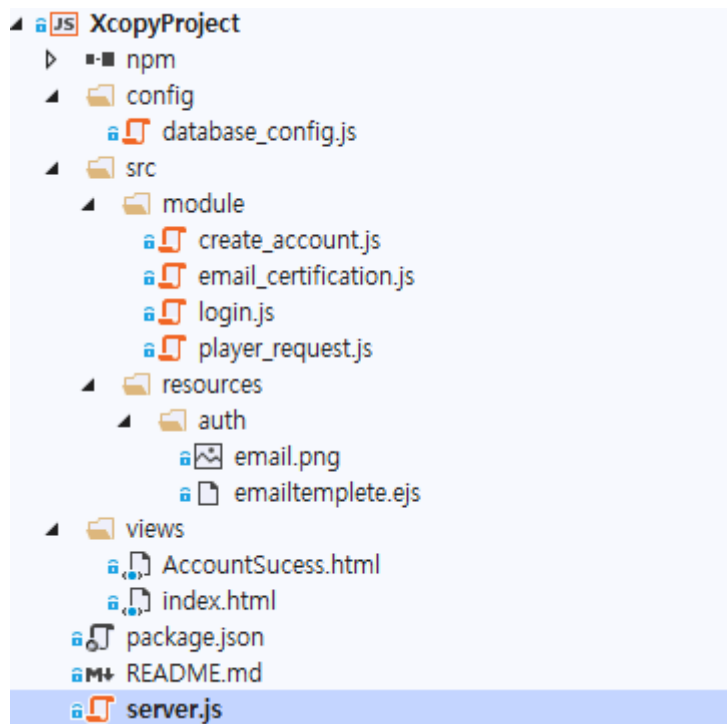 JS XcopyProject
npm
config
database_config.js
src
module
create_account.js
email_certification.js
login.js
player_request.js
resources
auth
email.png
emailtemplete.ejs
views
AccountSucess.html
index.html
package.json
M↓ README.md
server.js